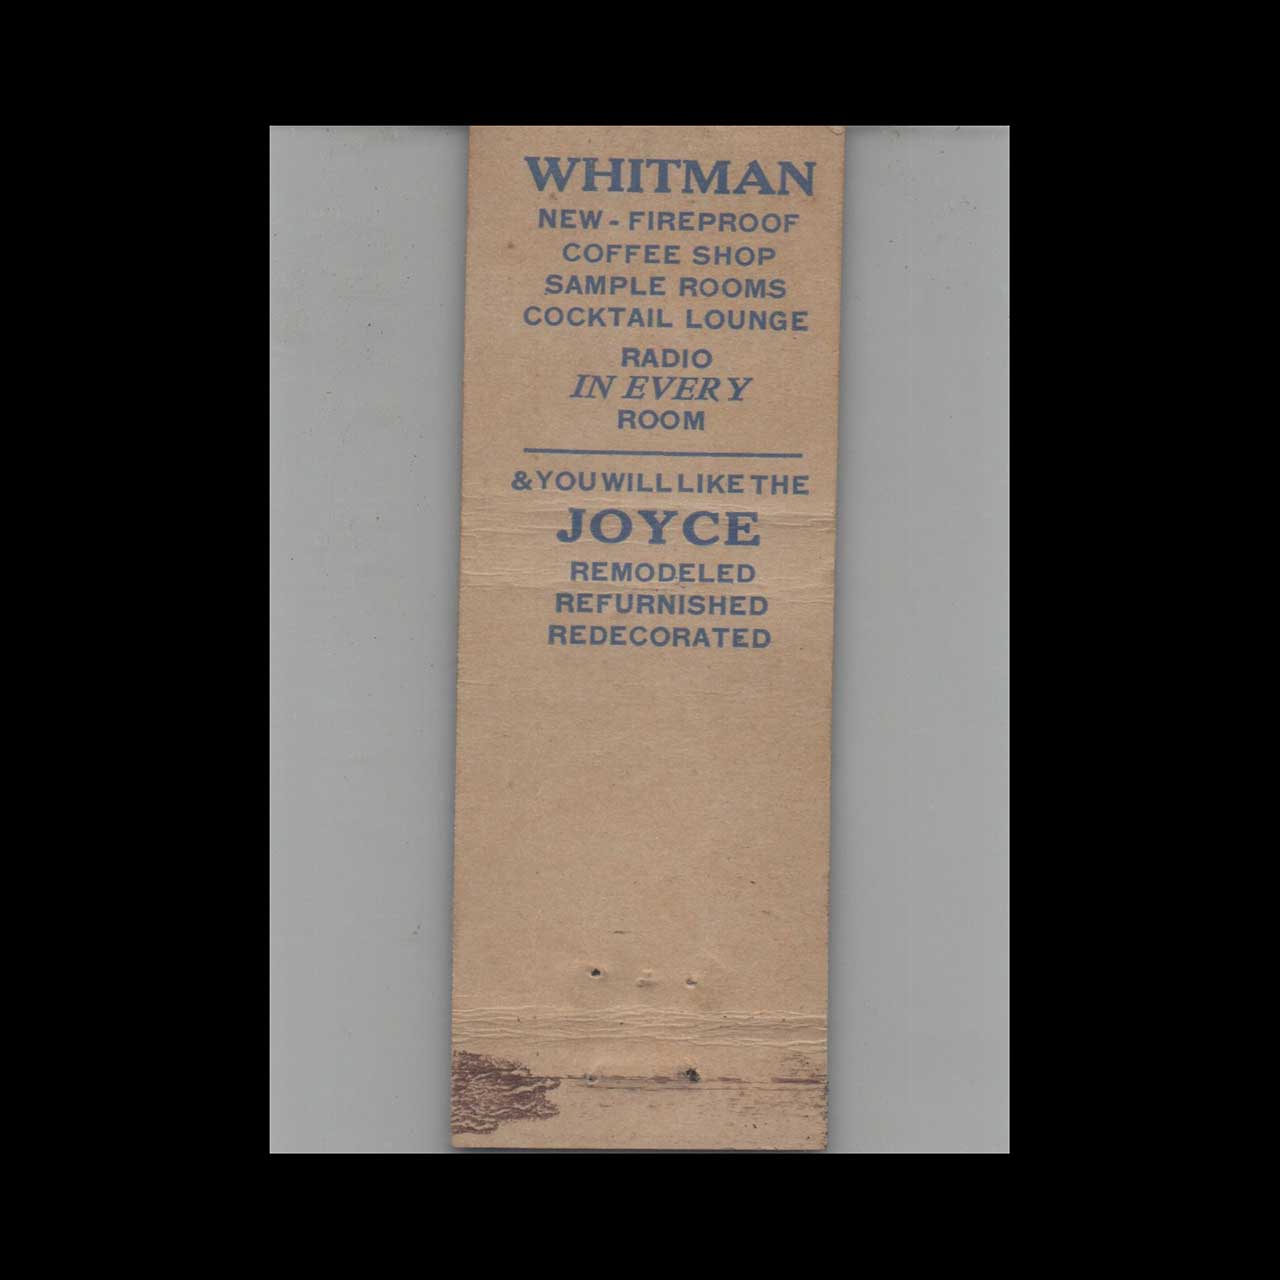 WHITMAN
NEW - FIREPROOF
COFFEE SHOP
SAMPLE ROOMS
COCKTAIL LOUNGE
RADIO
IN EVERY
ROOM
& YOU WILL LIKE THE
JOYCE
REMODELED
REFURNISHED
REDECORATED